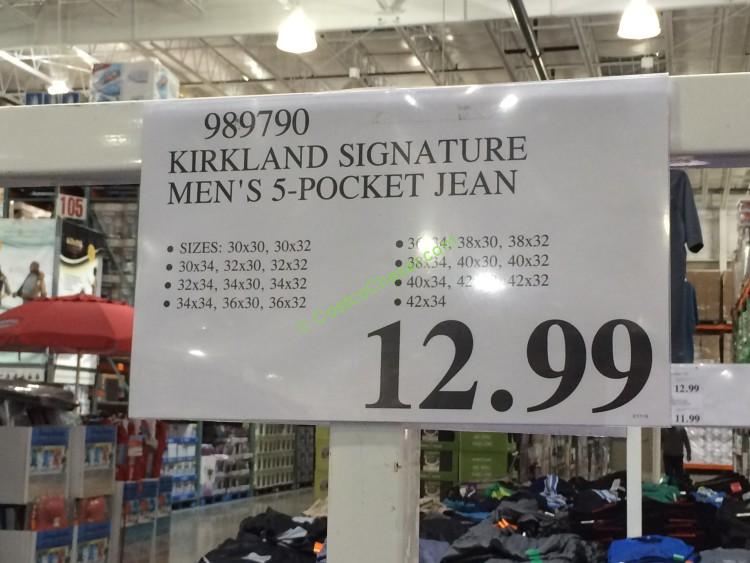 989790
KIRKLAND SIGNATURE
MEN'S 5-POCKET JEAN
• SIZES: 30x30, 30x32
• 30x34, 32x30, 32x32
• 32x34, 34x30, 34x32
• 34x34, 36x30, 36x32
• 38x30, 38x32
• 38x34, 40x30, 40x32
• 40x34, 42x32
• 42x34
12.99
105
12.99
11.99